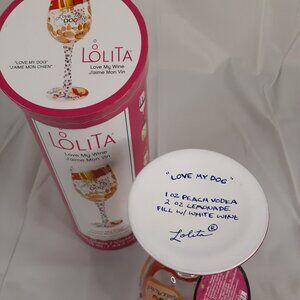 LOLITA
Love My Wine
J'aime Mon Vin
"LOVE MY DOG"
"J'AIME MON CHIEN"
LOLITA
Love My Wine
J'aime Mon Vin
"LOVE MY DOG"
1 OZ PEACH VODKA
2 OZ LEMONADE
FILL W/ WHITE WINE
Lolita®